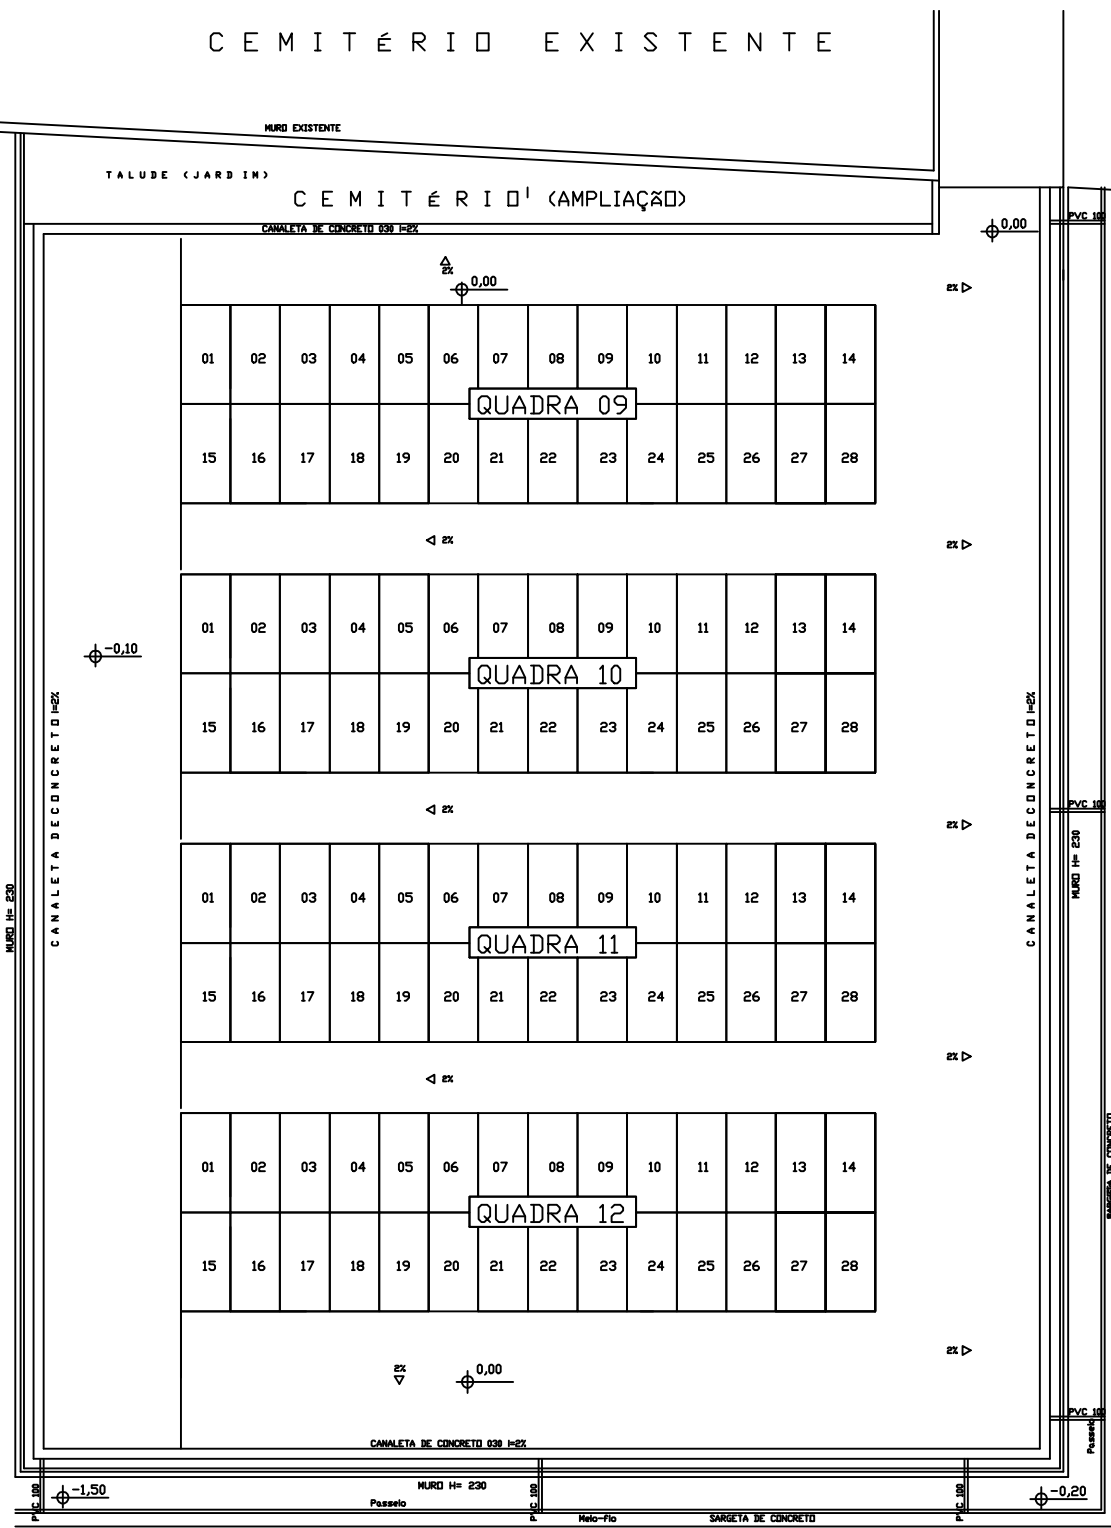 CEMITÉRIO EXISTENTE
MURO EXISTENTE
TALUDE (JARDIM)
CEMITÉRIO' (AMPLIAÇÃO)
PVC 100
CANALETA DE CONCRETO 030 I=2%
0,00
2%
0,00
2%
01 02 03 04 05 06 07 08 09 10 11 12 13 14
QUADRA 09
15 16 17 18 19 20 21 22 23 24 25 26 27 28
2%
2%
01 02 03 04 05 06 07 08 09 10 11 12 13 14
-0,10
QUADRA 10
15 16 17 18 19 20 21 22 23 24 25 26 27 28
CANALETA DECONCRETO I=2%
CANALETA DECONCRETO I=2%
2%
PVC 100
2%
MURO H= 230
MURO H= 230
01 02 03 04 05 06 07 08 09 10 11 12 13 14
QUADRA 11
15 16 17 18 19 20 21 22 23 24 25 26 27 28
2%
2%
01 02 03 04 05 06 07 08 09 10 11 12 13 14
SARGETA DE CONCRETO
QUADRA 12
15 16 17 18 19 20 21 22 23 24 25 26 27 28
2%
2%
0,00
PVC 100
Passeio
CANALETA DE CONCRETO 030 I=2%
MURO H= 230
PVC 100
-1,50
PVC 100
PVC 100
-0,20
Passeio
Meio-fio
SARGETA DE CONCRETO